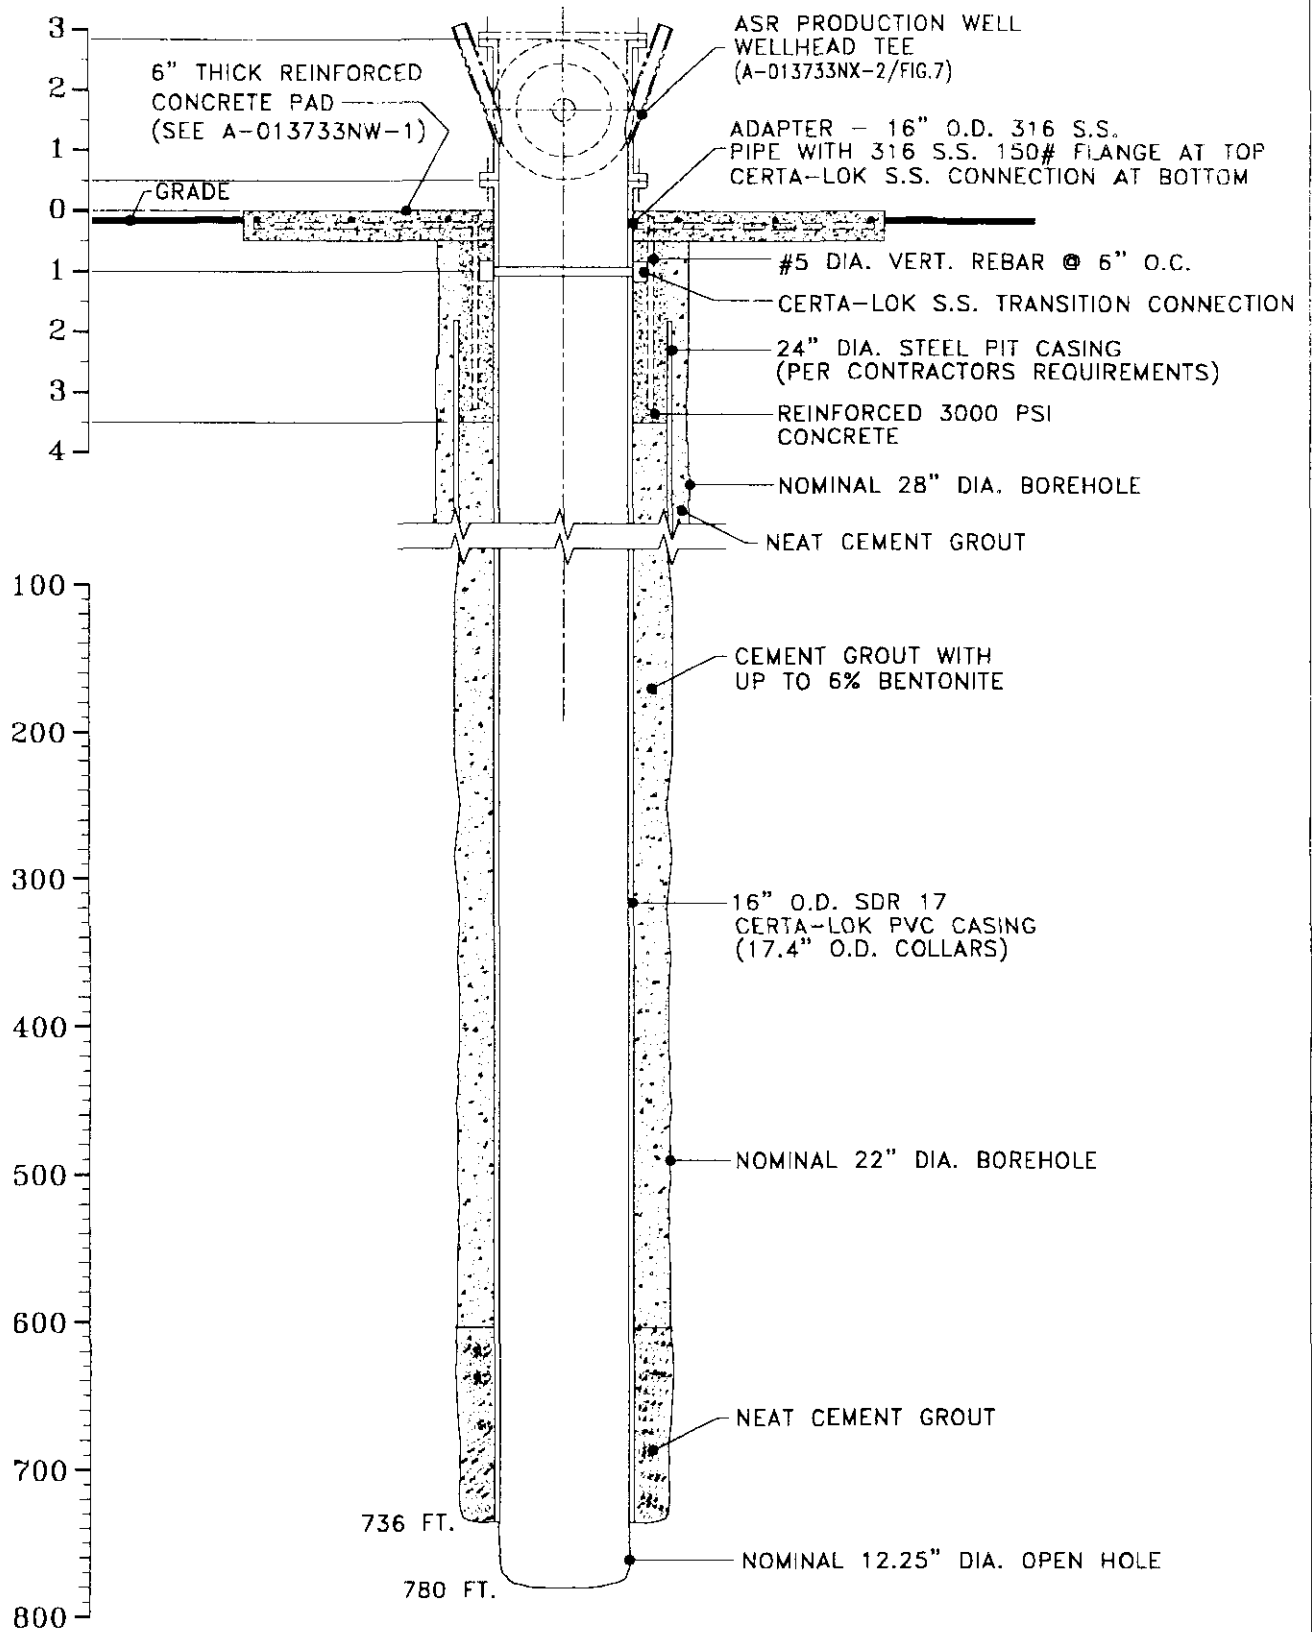 3
2
1
0
1
2
3
4
100
200
300
400
500
600
700
800
6" THICK REINFORCED
CONCRETE PAD
(SEE A-013733NW-1)
GRADE
ASR PRODUCTION WELL
WELLHEAD TEE
(A-013733NX-2/FIG.7)
ADAPTER - 16" O.D. 316 S.S.
PIPE WITH 316 S.S. 150# FLANGE AT TOP
CERTA-LOK S.S. CONNECTION AT BOTTOM
#5 DIA. VERT. REBAR @ 6" O.C.
CERTA-LOK S.S. TRANSITION CONNECTION
24" DIA. STEEL PIT CASING
(PER CONTRACTORS REQUIREMENTS)
REINFORCED 3000 PSI
CONCRETE
NOMINAL 28" DIA. BOREHOLE
NEAT CEMENT GROUT
CEMENT GROUT WITH
UP TO 6% BENTONITE
16" O.D. SDR 17
CERTA-LOK PVC CASING
(17.4" O.D. COLLARS)
NOMINAL 22" DIA. BOREHOLE
NEAT CEMENT GROUT
736 FT.
NOMINAL 12.25" DIA. OPEN HOLE
780 FT.